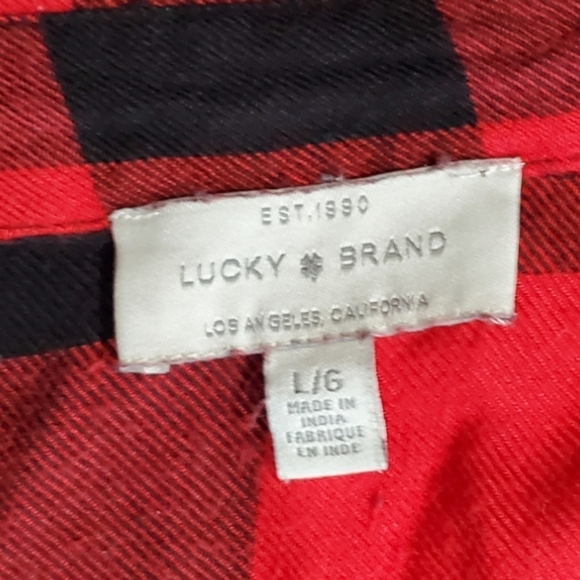 EST. 1990
LUCKY BRAND
LOS ANGELES, CALIFORNIA
L/G
MADE IN
INDIA
FABRIQUE
EN INDE